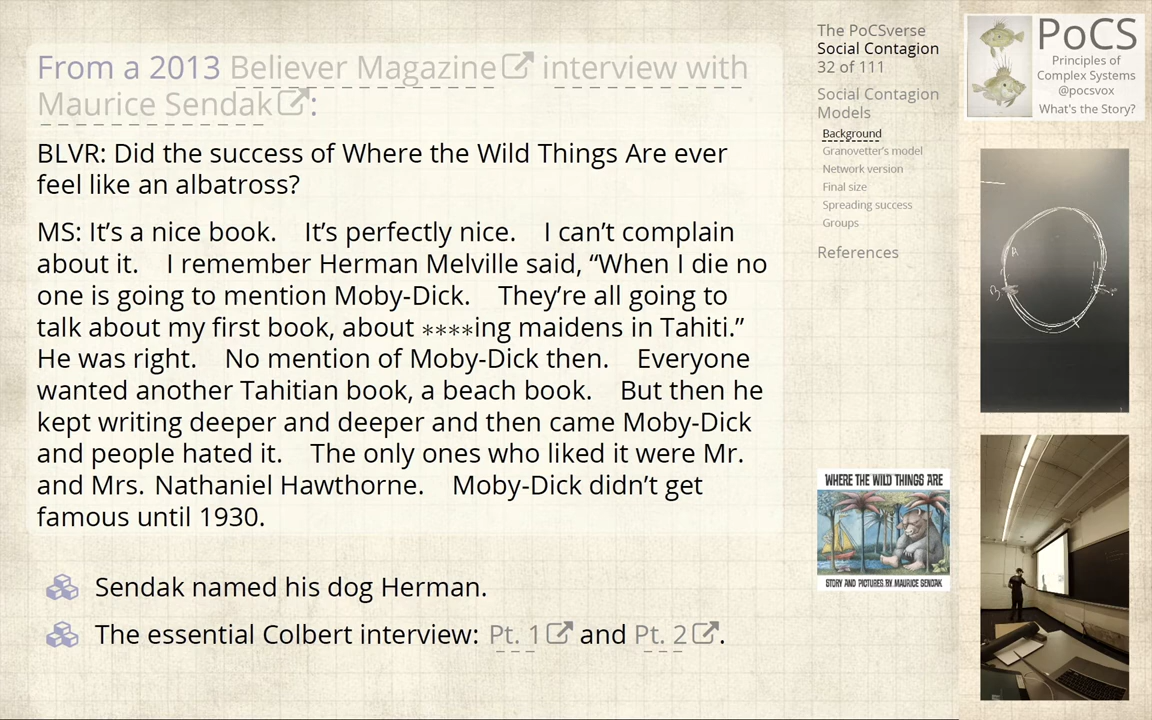 From a 2013 Believer Magazine interview with
Maurice Sendak:
BLVR: Did the success of Where the Wild Things Are ever
feel like an albatross?
MS: It’s a nice book. It’s perfectly nice. I can’t complain
about it. I remember Herman Melville said, “When I die no
one is going to mention Moby-Dick. They’re all going to
talk about my first book, about ****ing maidens in Tahiti.”
He was right. No mention of Moby-Dick then. Everyone
wanted another Tahitian book, a beach book. But then he
kept writing deeper and deeper and then came Moby-Dick
and people hated it. The only ones who liked it were Mr.
and Mrs. Nathaniel Hawthorne. Moby-Dick didn’t get
famous until 1930.
Sendak named his dog Herman.
The essential Colbert interview: Pt. 1 and Pt. 2.
The PoCSverse
Social Contagion
32 of 111
Social Contagion
Models
Background
Granovetter's model
Network version
Final size
Spreading success
Groups
References
WHERE THE WILD THINGS ARE
STORY AND PICTURES BY MAURICE SENDAK
PoCS
Principles of
Complex Systems
@pocsvox
What's the Story?
A